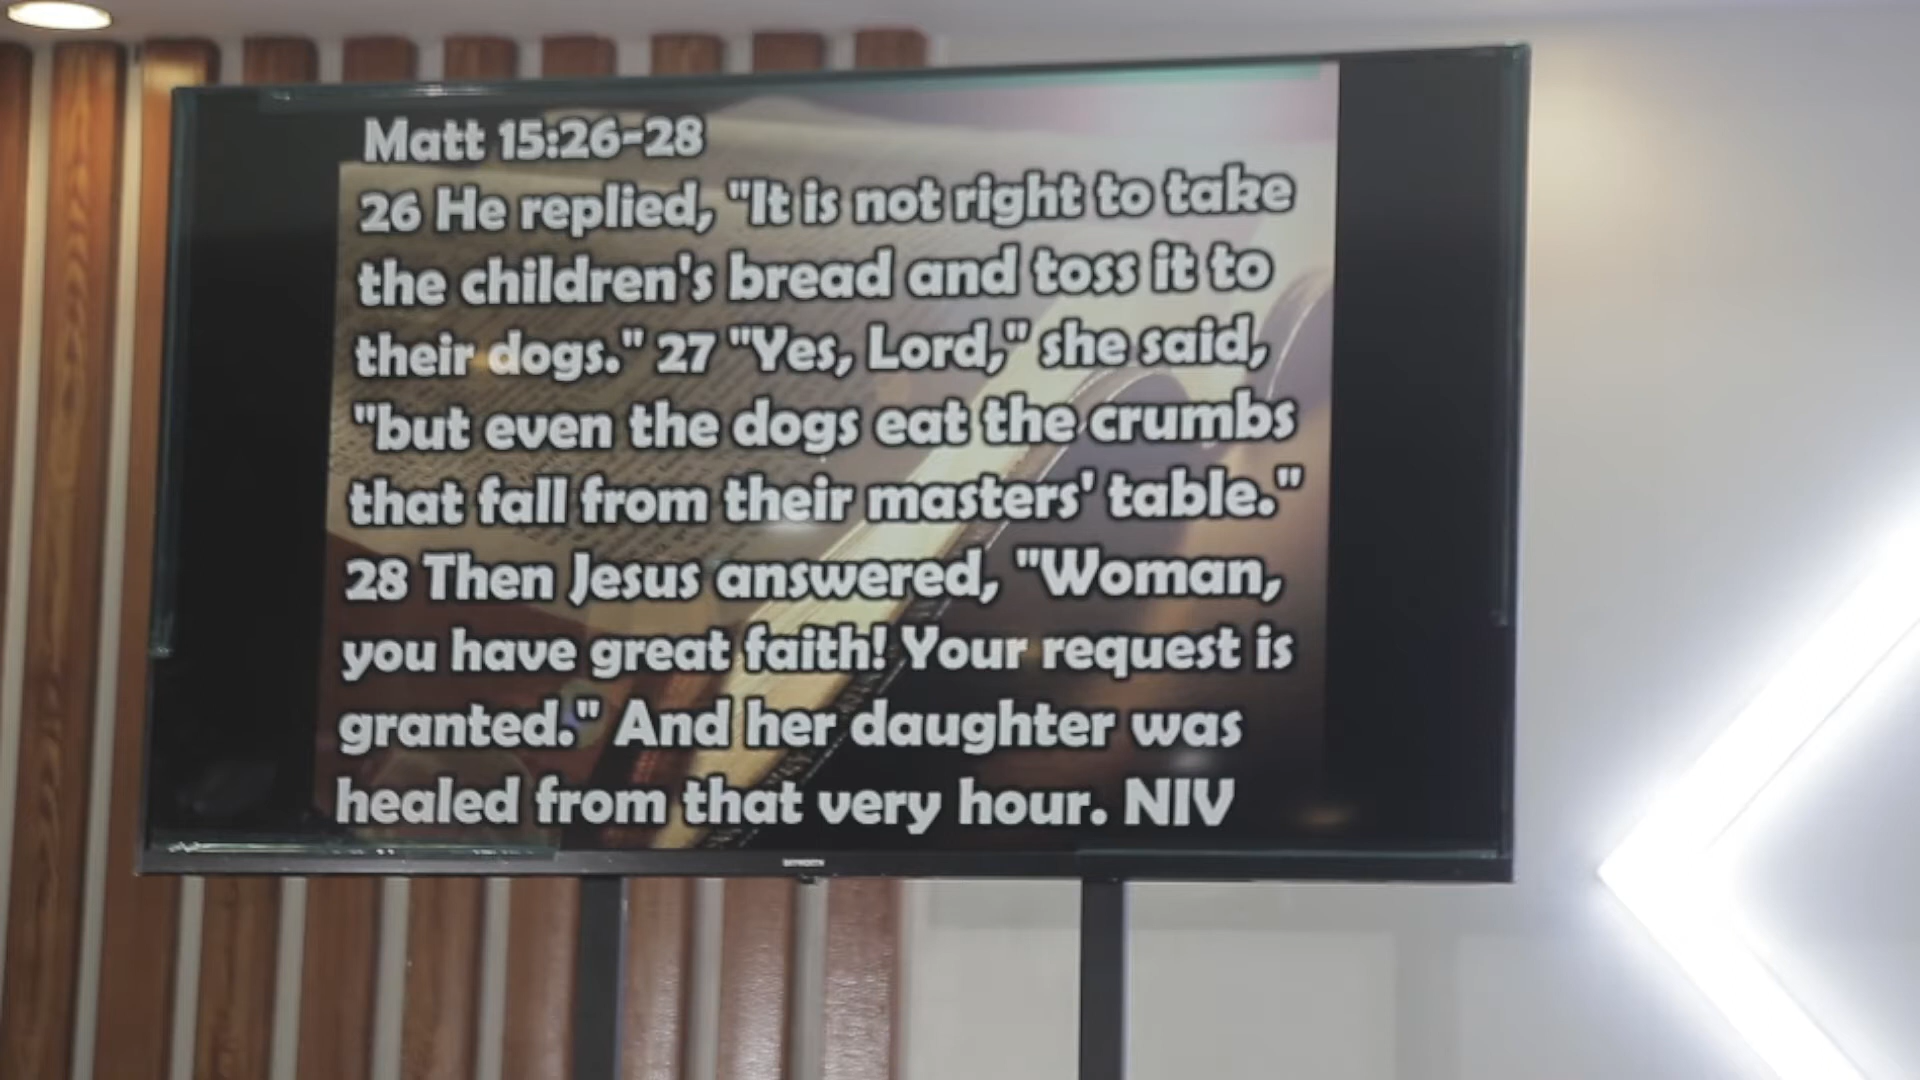 Matt 15:26-28
26 He replied, "It is not right to take
the children's bread and toss it to
their dogs." 27 "Yes, Lord," she said,
"but even the dogs eat the crumbs
that fall from their masters' table."
28 Then Jesus answered, "Woman,
you have great faith! Your request is
granted." And her daughter was
healed from that very hour. NIV
SKYWORTH